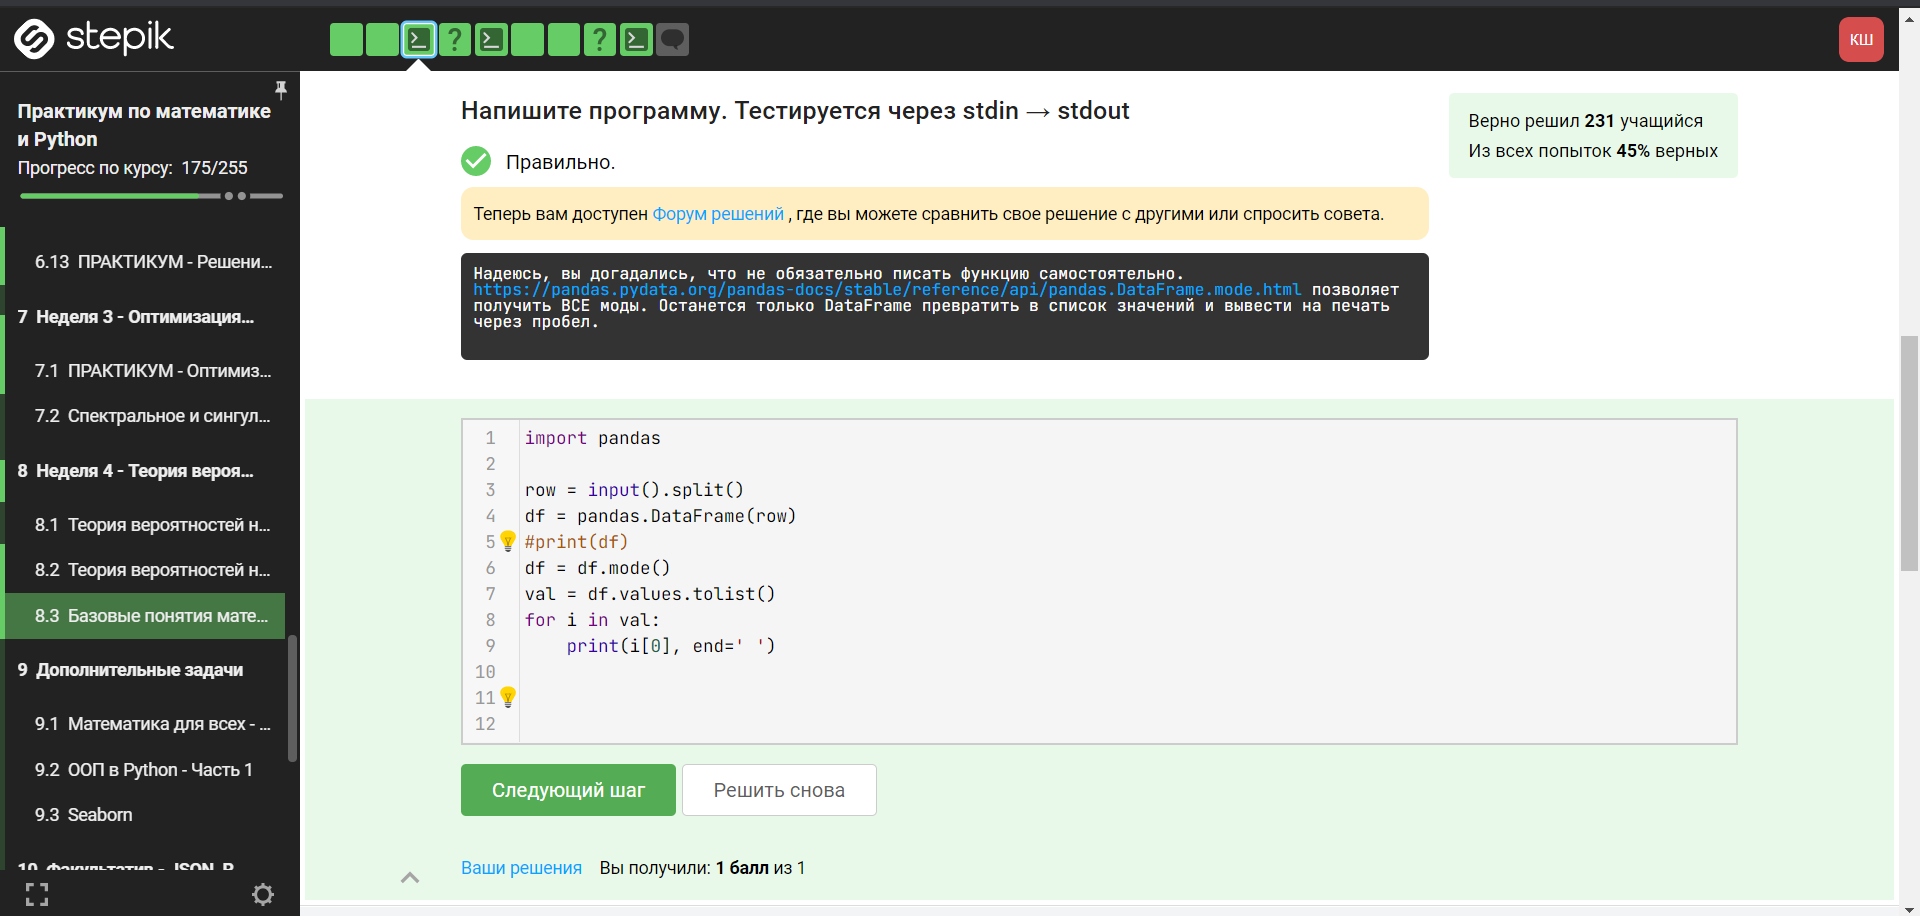 stepik
КШ
Практикум по математике
и Python
Прогресс по курсу: 175/255
6.13 ПРАКТИКУМ - Решени...
7 Неделя 3 - Оптимизация...
7.1 ПРАКТИКУМ - Оптимиз...
7.2 Спектральное и сингул...
8 Неделя 4 - Теория вероя...
8.1 Теория вероятностей н...
8.2 Теория вероятностей н...
8.3 Базовые понятия мате...
9 Дополнительные задачи
9.1 Математика для всех - ...
9.2 ООП в Python - Часть 1
9.3 Seaborn
10 Факультатив - JSON, R
Напишите программу. Тестируется через stdin → stdout
Правильно.
Теперь вам доступен Форум решений , где вы можете сравнить свое решение с другими или спросить совета.
Надеюсь, вы догадались, что не обязательно писать функцию самостоятельно.
https://pandas.pydata.org/pandas-docs/stable/reference/api/pandas.DataFrame.mode.html позволяет
получить ВСЕ моды. Останется только DataFrame превратить в список значений и вывести на печать
через пробел.
Верно решил 231 учащийся
Из всех попыток 45% верных
1 import pandas
2
3 row = input().split()
4 df = pandas.DataFrame(row)
5 #print(df)
6 df = df.mode()
7 val = df.values.tolist()
8 for i in val:
9     print(i[0], end=' ')
10
11
12
Следующий шаг
Решить снова
Ваши решения Вы получили: 1 балл из 1